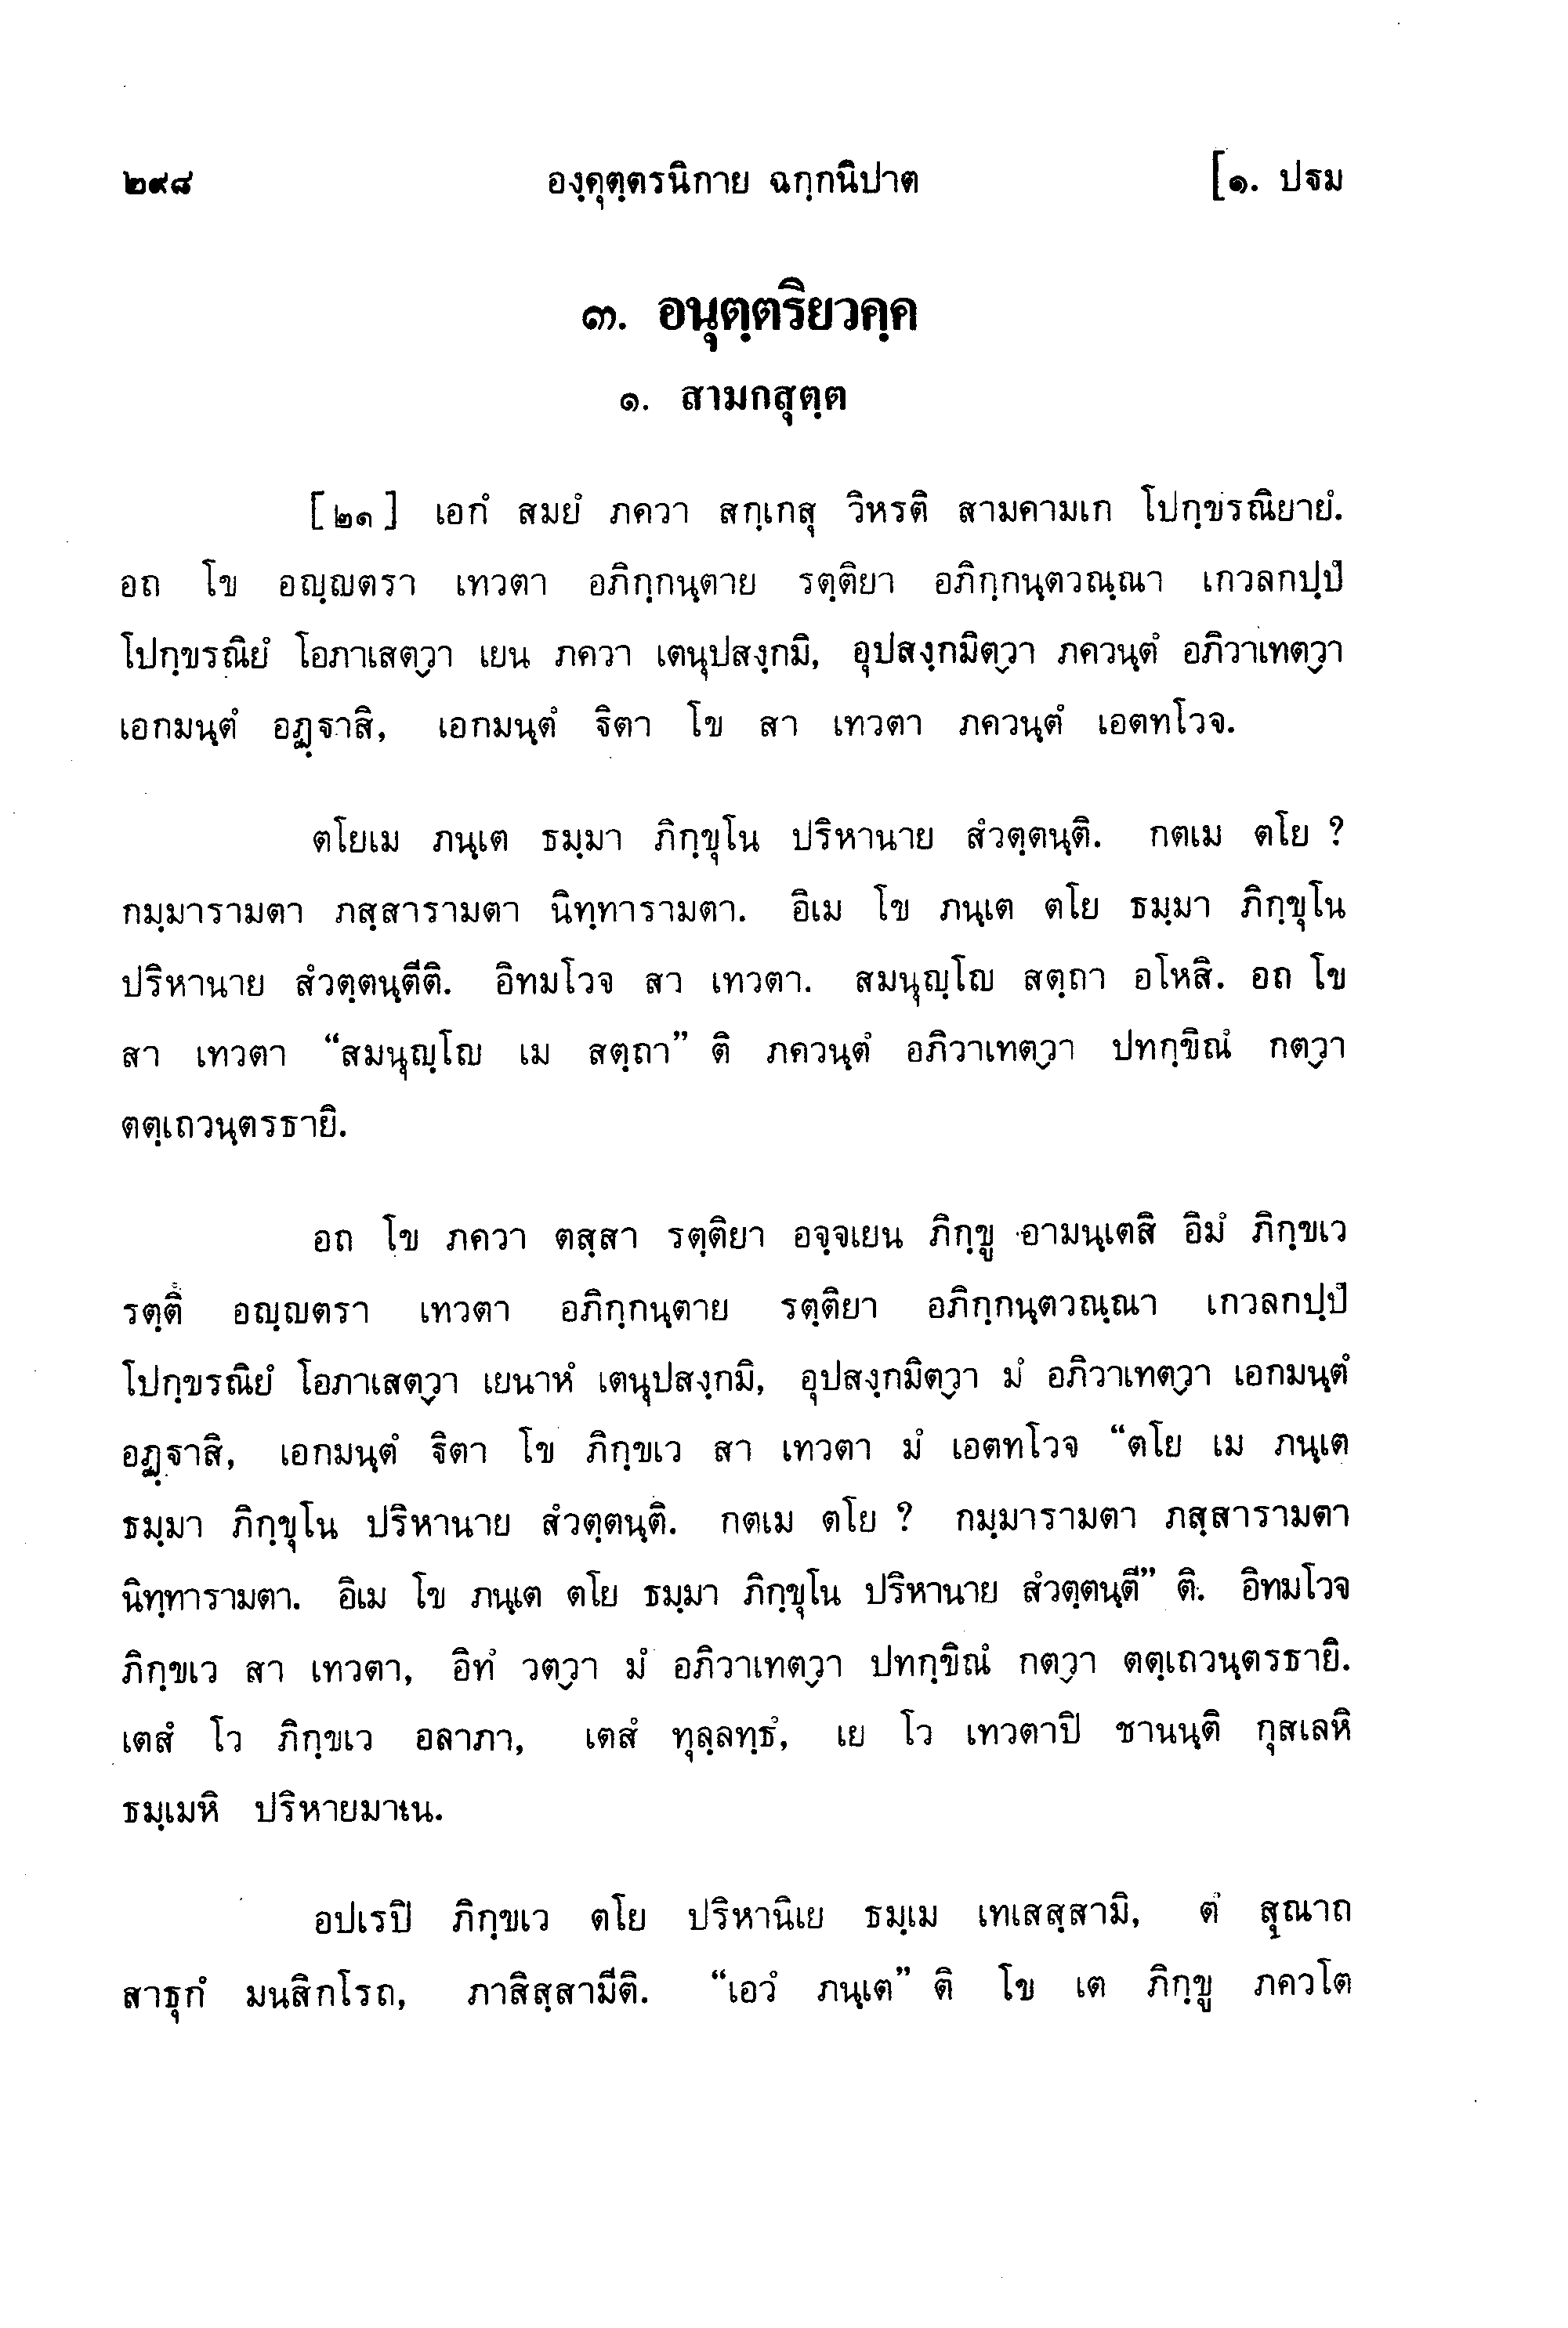 ๒๙๘ องฺคุตฺตรนิกาย ฉกฺกนิปาต [๑. ปฐม
๓. อนุตฺตริยวคฺค
๑. สามกสุตฺต
[๒๑] เอกํ สมยํ ภควา สกฺเกสุ วิหรติ สามคามเก โปกฺขรณิยายํ.
อถ โข อญฺญตรา เทวตา อภิกฺกนฺตาย รตฺติยา อภิกฺกนฺตวณฺณา เกวลกปฺปํ
โปกฺขรณิยํ โอภาเสตฺวา เยน ภควา เตนุปสงฺกมิ, อุปสงฺกมิตฺวา ภควนฺตํ อภิวาเทตฺวา
เอกมนฺตํ อฏฺฐาสิ, เอกมนฺตํ ฐิตา โข สา เทวตา ภควนฺตํ เอตทโวจ.
ตโยเม ภนฺเต ธมฺมา ภิกฺขุโน ปริหานาย สํวตฺตนฺติ. กตเม ตโย ?
กมฺมารามตา ภสฺสารามตา นิทฺทารามตา. อิเม โข ภนฺเต ตโย ธมฺมา ภิกฺขุโน
ปริหานาย สํวตฺตนฺตีติ. อิทมโวจ สา เทวตา. สมนุญฺโญ สตฺถา อโหสิ. อถ โข
สา เทวตา “สมนุญฺโญ เม สตฺถา” ติ ภควนฺตํ อภิวาเทตฺวา ปทกฺขิณํ กตฺวา
ตตฺเถวนฺตรธายิ.
อถ โข ภควา ตสฺสา รตฺติยา อจฺจเยน ภิกฺขู อามนฺเตสิ อิมํ ภิกฺขเว
รตฺตึ อญฺญตรา เทวตา อภิกฺกนฺตาย รตฺติยา อภิกฺกนฺตวณฺณา เกวลกปฺปํ
โปกฺขรณิยํ โอภาเสตฺวา เยนาหํ เตนุปสงฺกมิ, อุปสงฺกมิตฺวา มํ อภิวาเทตฺวา เอกมนฺตํ
อฏฺฐาสิ, เอกมนฺตํ ฐิตา โข ภิกฺขเว สา เทวตา มํ เอตทโวจ “ตโย เม ภนฺเต
ธมฺมา ภิกฺขุโน ปริหานาย สํวตฺตนฺติ. กตเม ตโย ? กมฺมารามตา ภสฺสารามตา
นิทฺทารามตา. อิเม โข ภนฺเต ตโย ธมฺมา ภิกฺขุโน ปริหานาย สํวตฺตนฺตี” ติ. อิทมโวจ
ภิกฺขเว สา เทวตา, อิทํ วตฺวา มํ อภิวาเทตฺวา ปทกฺขิณํ กตฺวา ตตฺเถวนฺตรธายิ.
เตสํ โว ภิกฺขเว อลาภา, เตสํ ทุลฺลทฺธํ, เย โว เทวตาปิ ชานนฺติ กุสเลหิ
ธมฺเมหิ ปริหายมาเน.
อปเรปิ ภิกฺขเว ตโย ปริหานิเย ธมฺเม เทเสสฺสามิ, ตํ สุณาถ
สาธุกํ มนสิกโรถ, ภาสิสฺสามีติ. “เอวํ ภนฺเต” ติ โข เต ภิกฺขู ภควโต